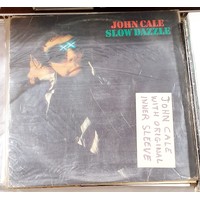 JOHN CALE
SLOW DAZZLE
JOHN CALE
WITH ORIGINAL
INNER SLEEVE